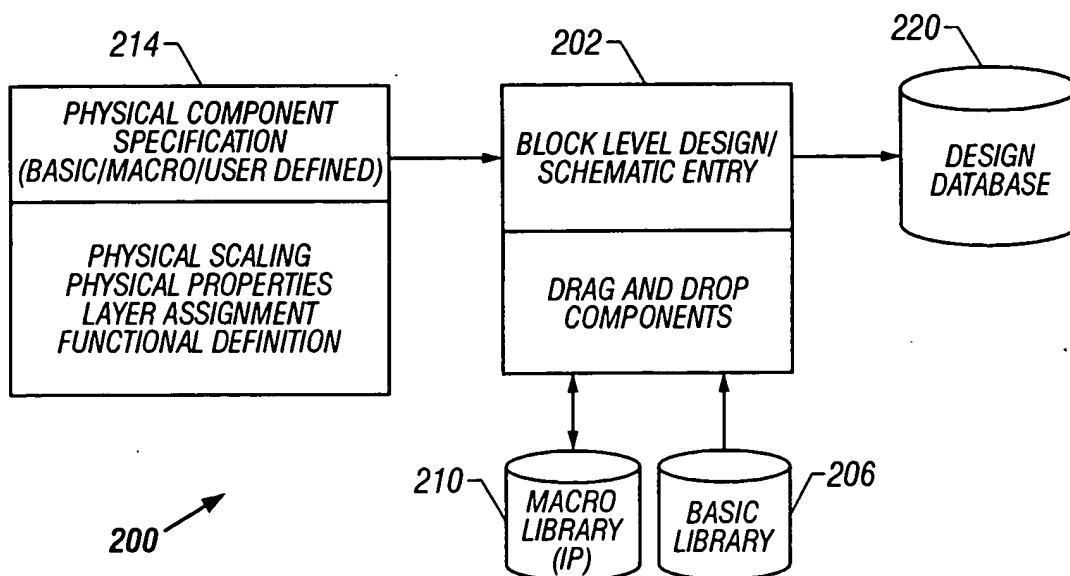 214
PHYSICAL COMPONENT
SPECIFICATION
(BASIC/MACRO/USER DEFINED)
PHYSICAL SCALING
PHYSICAL PROPERTIES
LAYER ASSIGNMENT
FUNCTIONAL DEFINITION
202
BLOCK LEVEL DESIGN/
SCHEMATIC ENTRY
DRAG AND DROP
COMPONENTS
220
DESIGN
DATABASE
210
MACRO
LIBRARY
(IP)
BASIC
LIBRARY
206
200